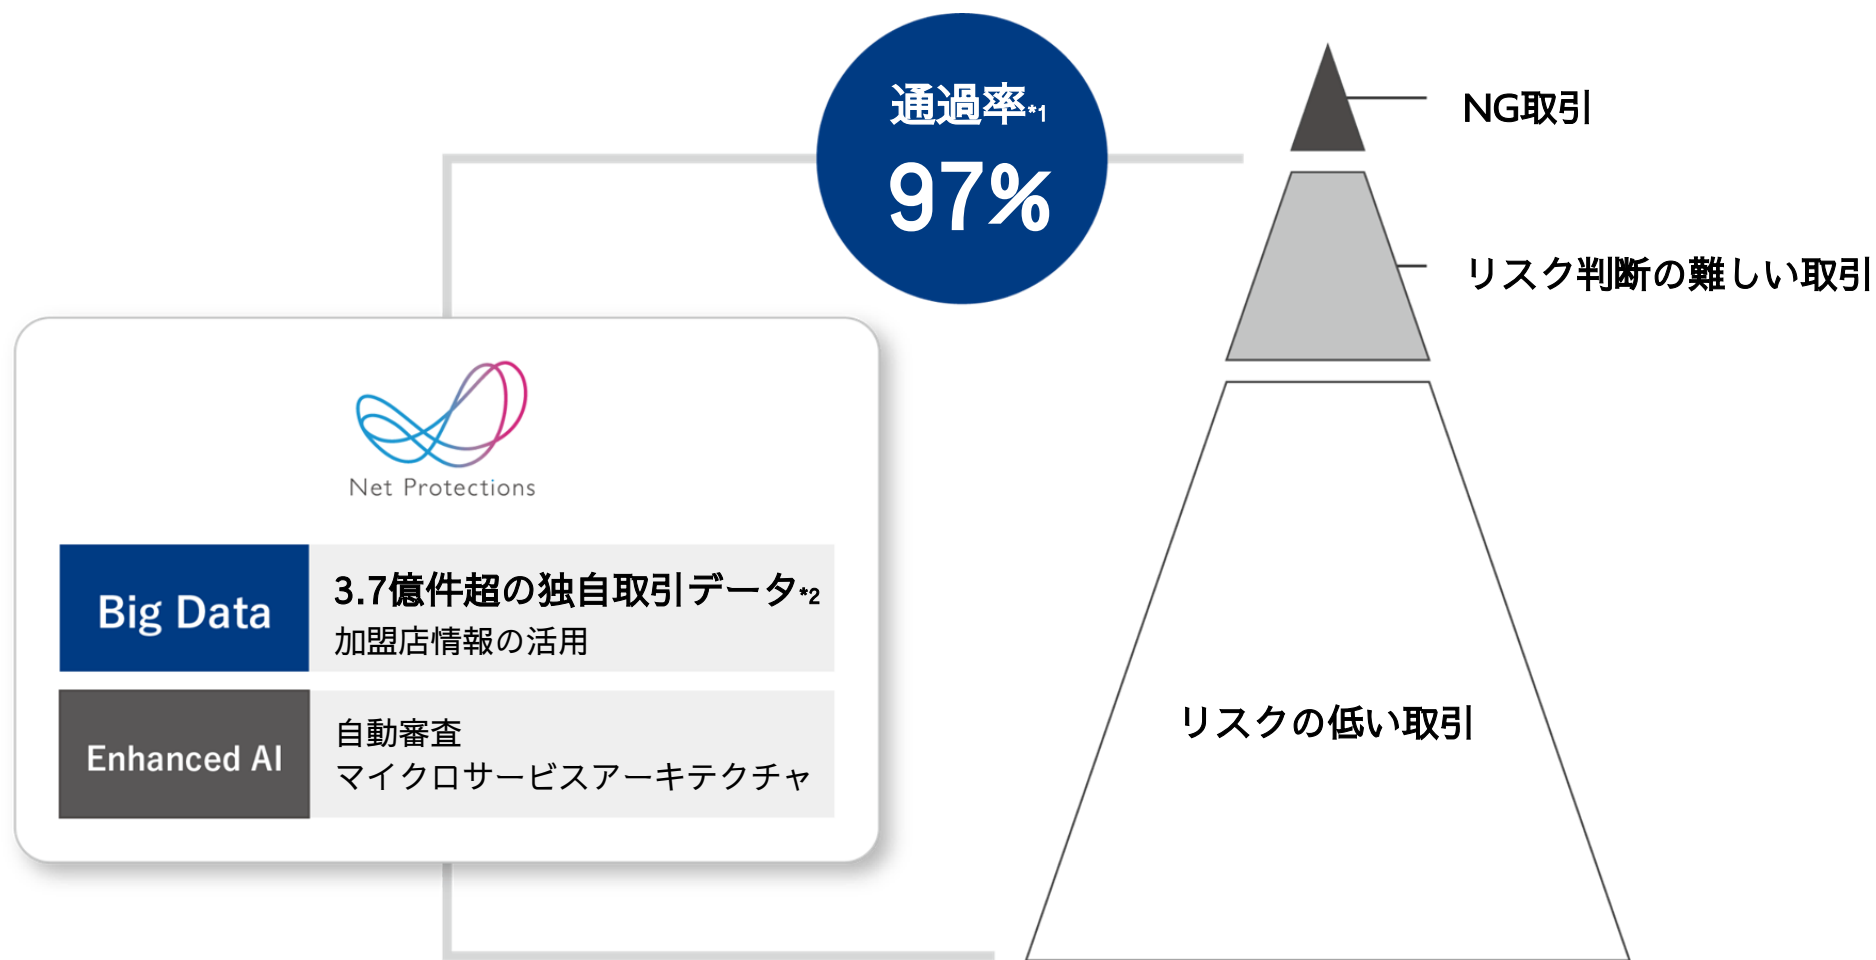 通過率*1
97%
NG取引
リスク判断の難しい取引
リスクの低い取引
Net Protections
Big Data
3.7億件超の独自取引データ*2
加盟店情報の活用
Enhanced AI
自動審査
マイクロサービスアーキテクチャ